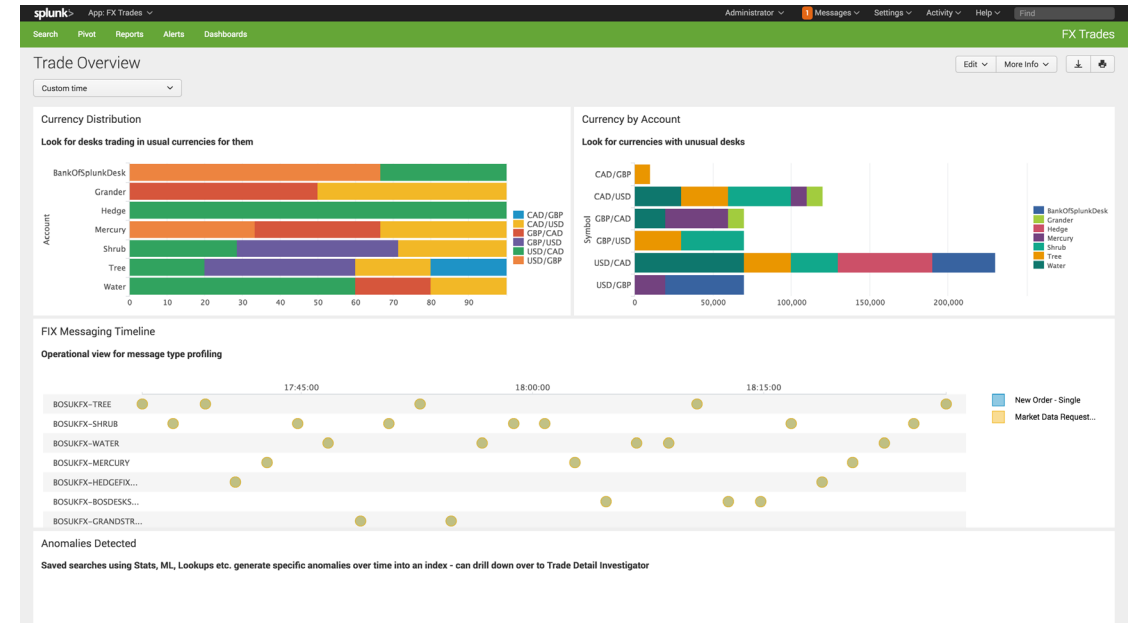 splunk> App: FX Trades Administrator 1 Messages Settings Activity Help Find
Search Pivot Reports Alerts Dashboards FX Trades
Trade Overview
Edit More Info
Custom time
Currency Distribution
Look for desks trading in usual currencies for them
Account
BankOfSplunkDesk
Grander
Hedge
Mercury
Shrub
Tree
Water
0 10 20 30 40 50 60 70 80 90
CAD/GBP
CAD/USD
GBP/CAD
GBP/USD
USD/CAD
USD/GBP
Currency by Account
Look for currencies with unusual desks
Symbol
CAD/GBP
CAD/USD
GBP/CAD
GBP/USD
USD/CAD
USD/GBP
0 50,000 100,000 150,000 200,000
BankOfSplunkDesk
Grander
Hedge
Mercury
Shrub
Tree
Water
FIX Messaging Timeline
Operational view for message type profiling
17:45:00 18:00:00 18:15:00
BOSUKFX-TREE
BOSUKFX-SHRUB
BOSUKFX-WATER
BOSUKFX-MERCURY
BOSUKFX-HEDGEFIX...
BOSUKFX-BOSDESKS...
BOSUKFX-GRANDSTR...
New Order - Single
Market Data Request...
Anomalies Detected
Saved searches using Stats, ML, Lookups etc. generate specific anomalies over time into an index - can drill down over to Trade Detail Investigator